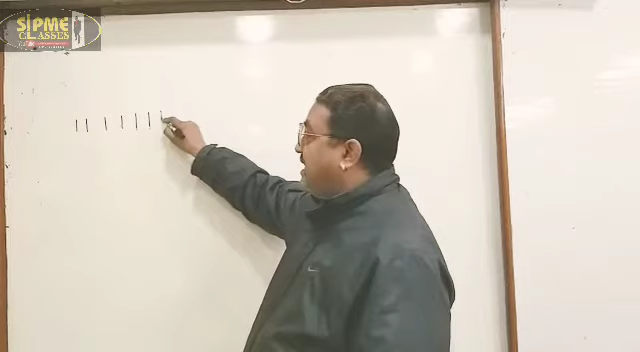 SiPME
CLASSES
| | | | | | |